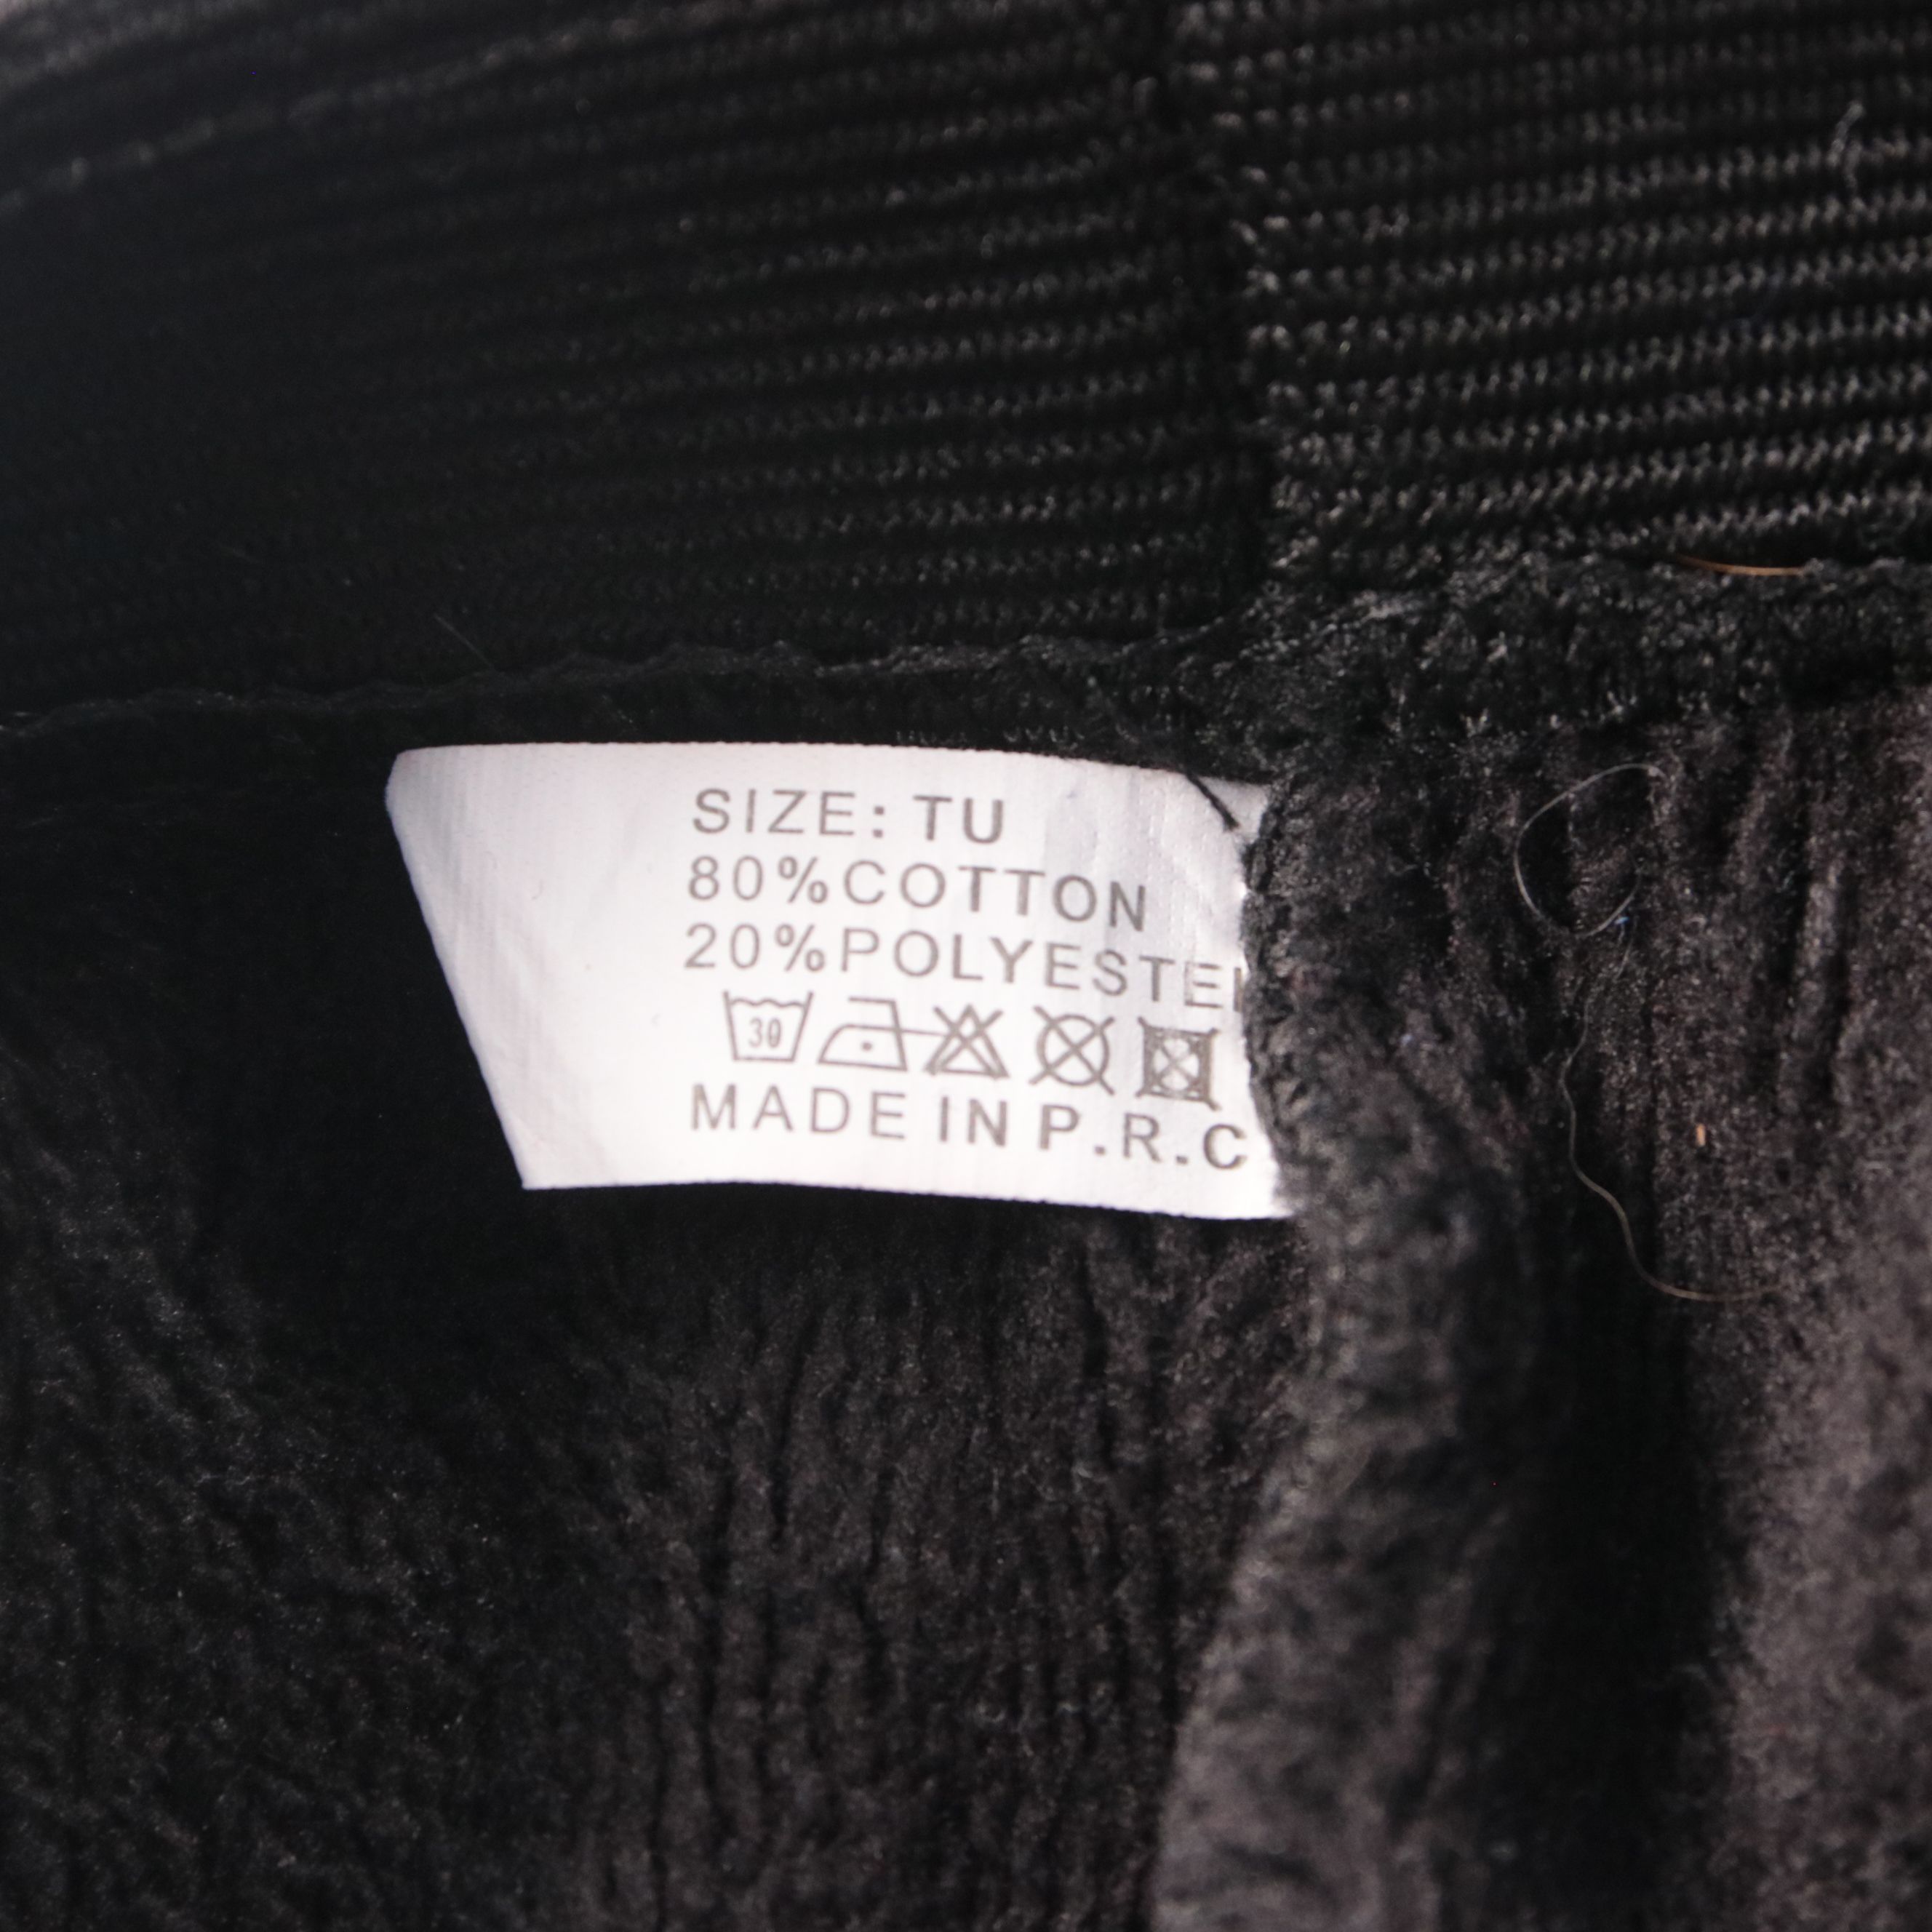 SIZE: TU
80%COTTON
20%POLYESTE
30
MADE IN P.R.C